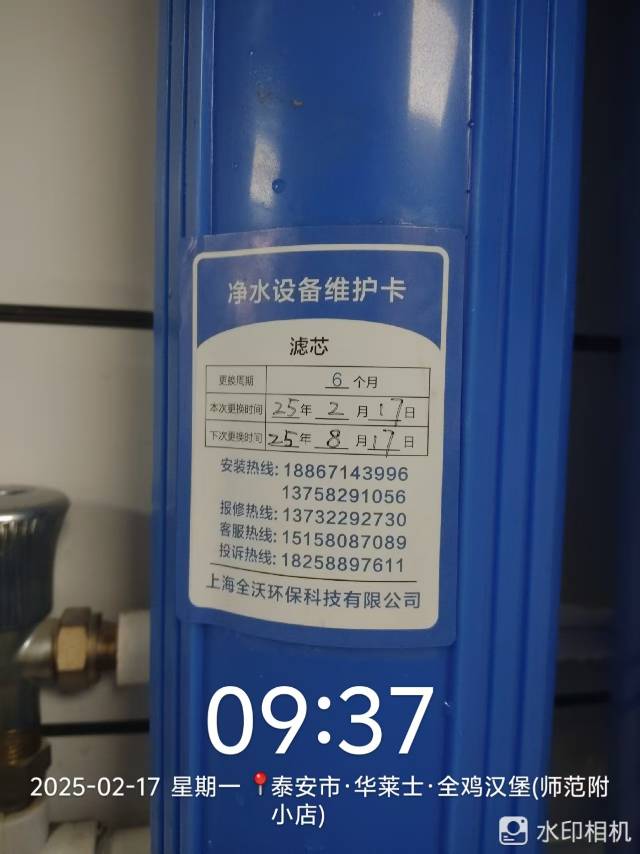 净水设备维护卡
滤芯
更换周期 6 个月
本次更换时间 25年 2 月 17日
下次更换时间 25年 8 月 17日
安装热线: 18867143996
13758291056
报修热线: 13732292730
客服热线: 15158087089
投诉热线: 18258897611
上海全沃环保科技有限公司
09:37
2025-02-17 星期一 泰安市·华莱士·全鸡汉堡(师范附
小店)
水印相机